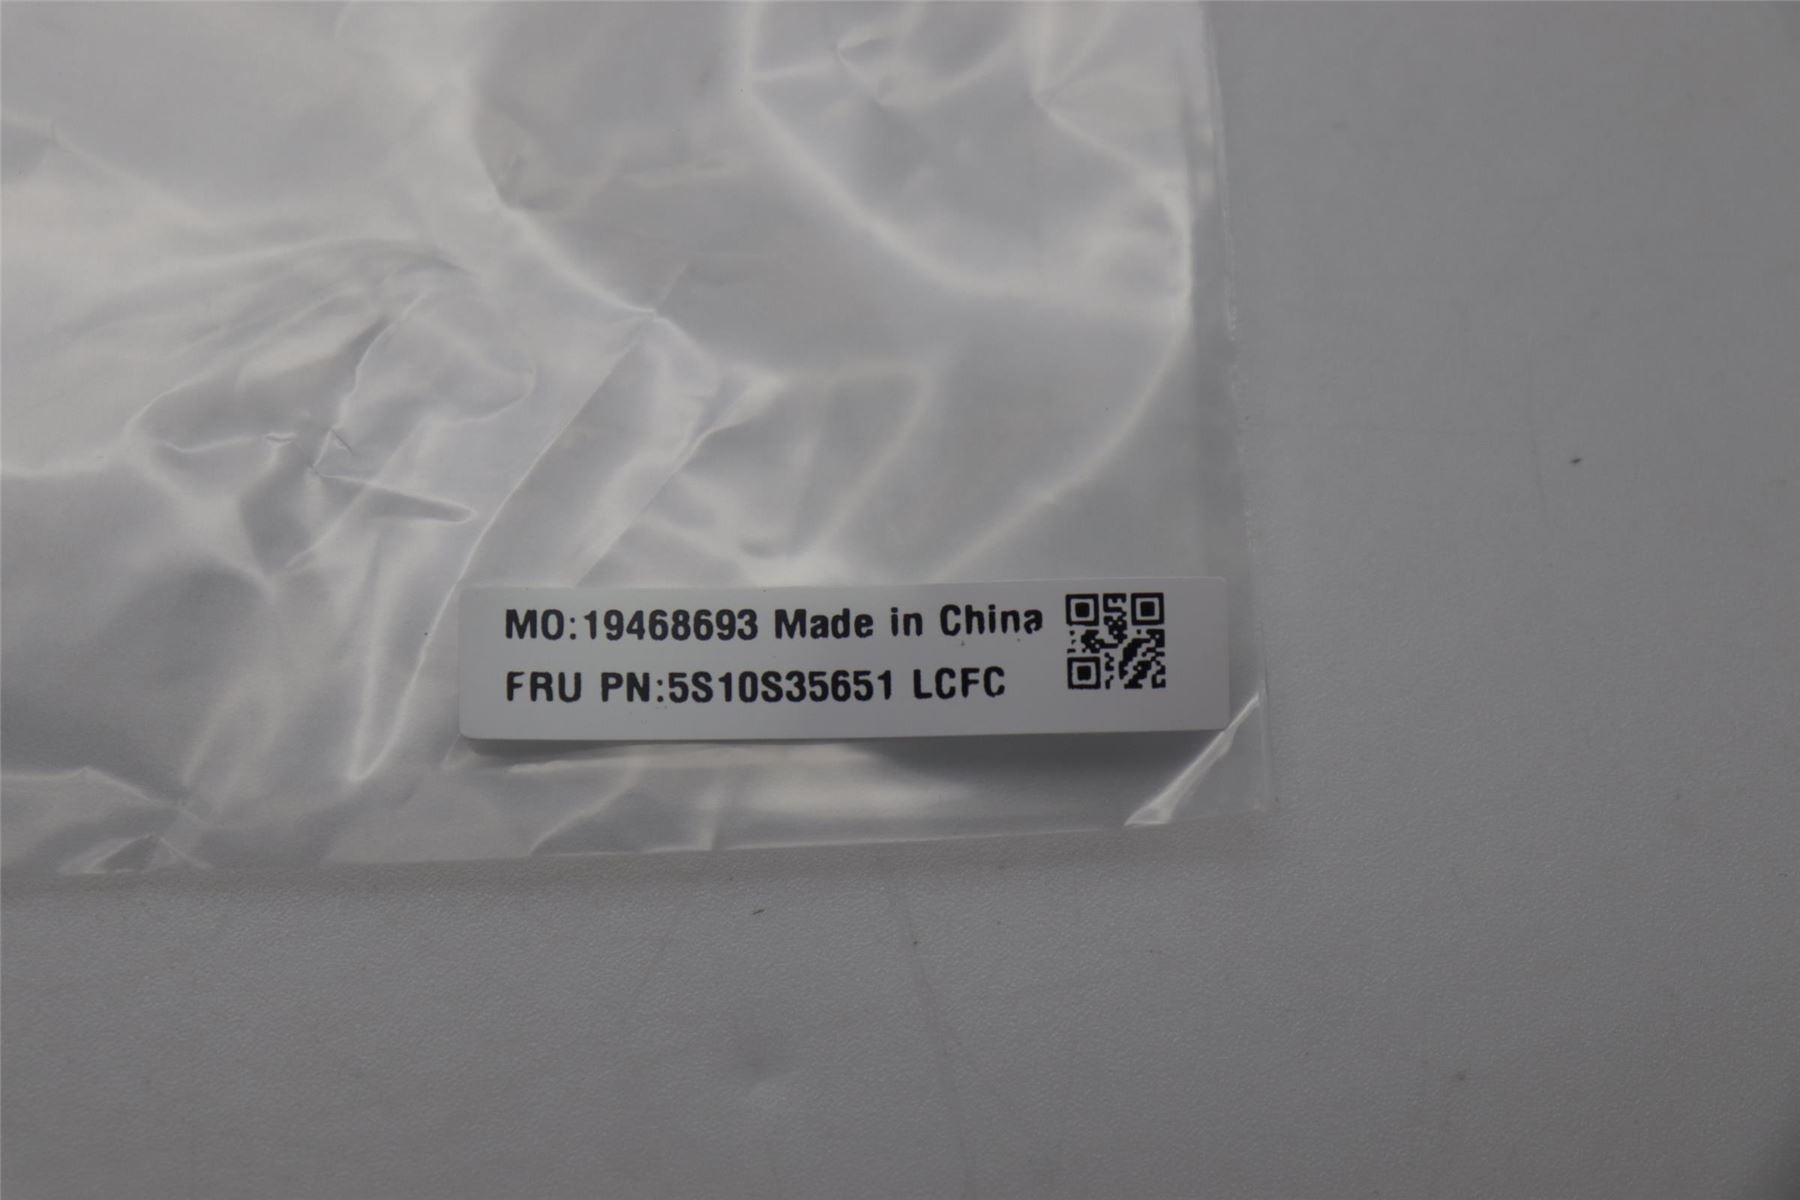 MO:19468693 Made in China
FRU PN:5S10S35651 LCFC